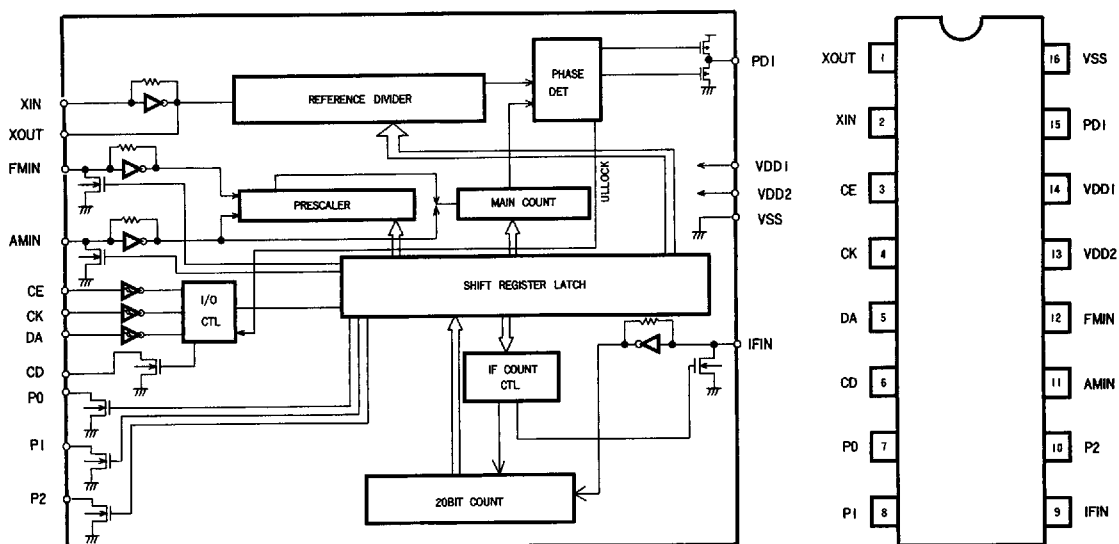 XIN
XOUT
FMIN
AMIN
CE
CK
DA
CD
P0
P1
P2
REFERENCE DIVIDER
PHASE
DET
PD1
PRESCALER
MAIN COUNT
ULLOCK
VDD1
VDD2
VSS
I/O
CTL
SHIFT REGISTER LATCH
IFIN
IF COUNT
CTL
20BIT COUNT
XOUT 1
XIN 2
CE 3
CK 4
DA 5
CD 6
P0 7
P1 8
16 VSS
15 PD1
14 VDD1
13 VDD2
12 FMIN
11 AMIN
10 P2
9 IFIN